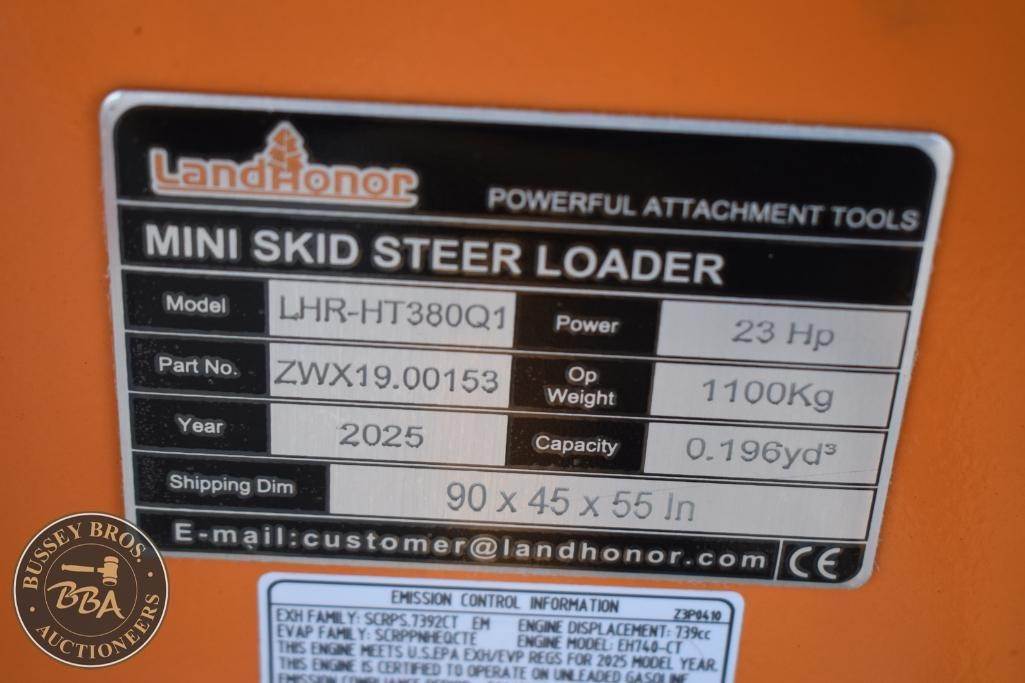 LandHonor
POWERFUL ATTACHMENT TOOLS
MINI SKID STEER LOADER
Model LHR-HT380Q1 Power 23 Hp
Part No. ZWX19.00153 Op Weight 1100Kg
Year 2025 Capacity 0.196yd³
Shipping Dim 90 x 45 x 55 In
E-mail:customer@landhonor.com CE
BUSSEY BROS.
BBA
AUCTIONEERS
EMISSION CONTROL INFORMATION Z3P0410
EXH FAMILY: SCRPS.7392CT EM ENGINE DISPLACEMENT: 739cc
EVAP FAMILY: SCRPPNHEQCTE ENGINE MODEL: EH740-CT
THIS ENGINE MEETS U.S.EPA EXH/EVP REGS FOR 2025 MODEL YEAR.
THIS ENGINE IS CERTIFIED TO OPERATE ON UNLEADED GASOLINE
EMISSION COMPLIANCE PERIOD